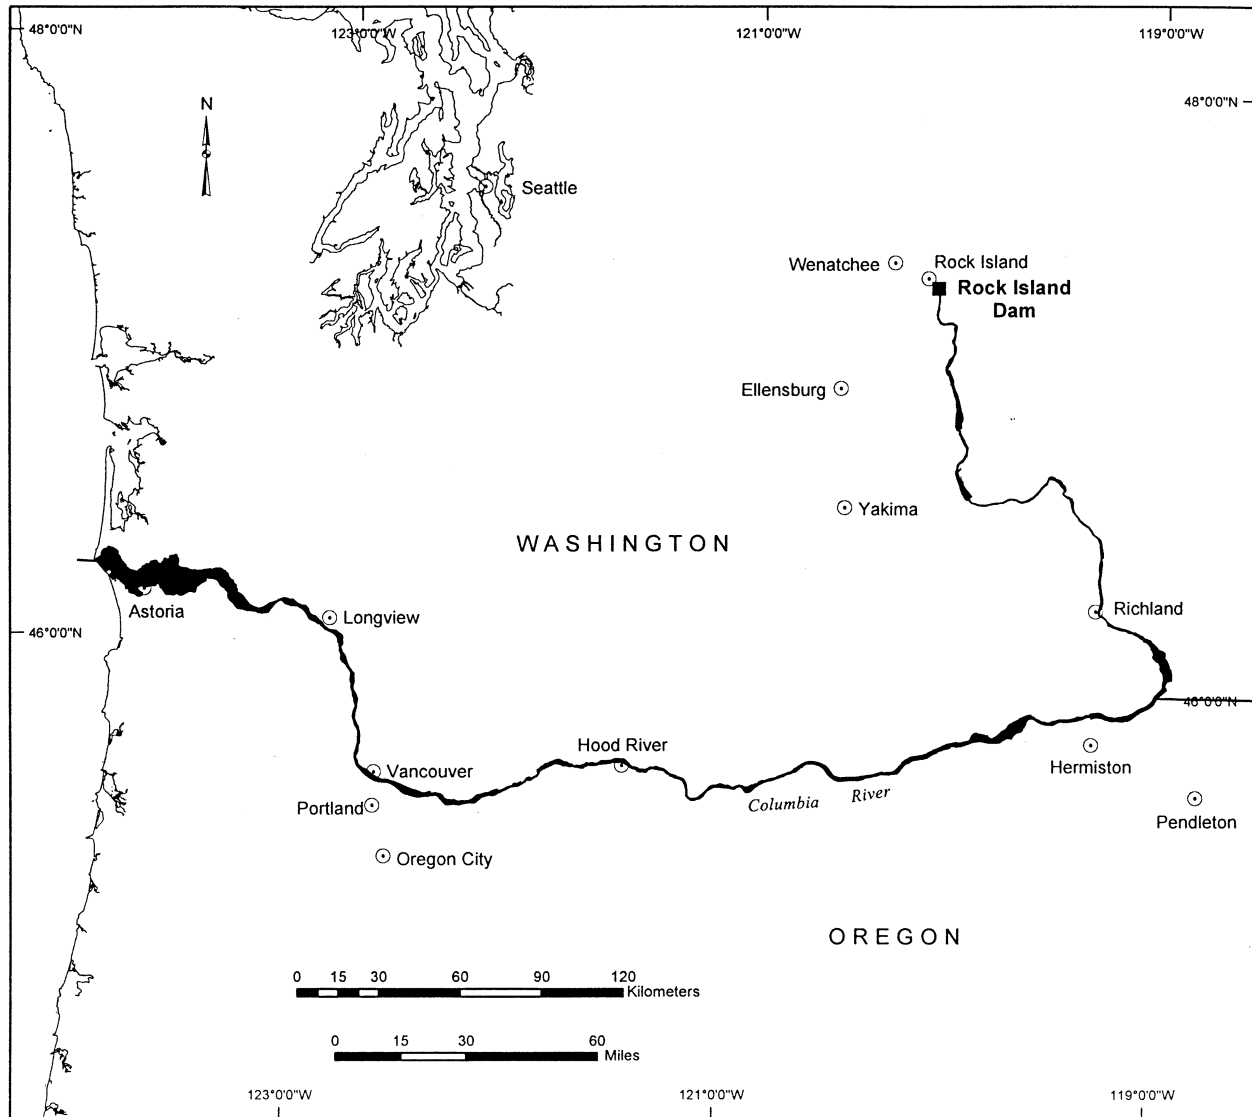 48°0'0"N
123°0'0"W
121°0'0"W
119°0'0"W
48°0'0"N
N
Seattle
Wenatchee
Rock Island
Rock Island
Dam
Ellensburg
Yakima
WASHINGTON
Astoria
Longview
Richland
46°0'0"N
46°0'0"N
Hood River
Vancouver
Hermiston
Portland
Columbia River
Pendleton
Oregon City
OREGON
0 15 30 60 90 120
Kilometers
0 15 30 60
Miles
123°0'0"W
121°0'0"W
119°0'0"W